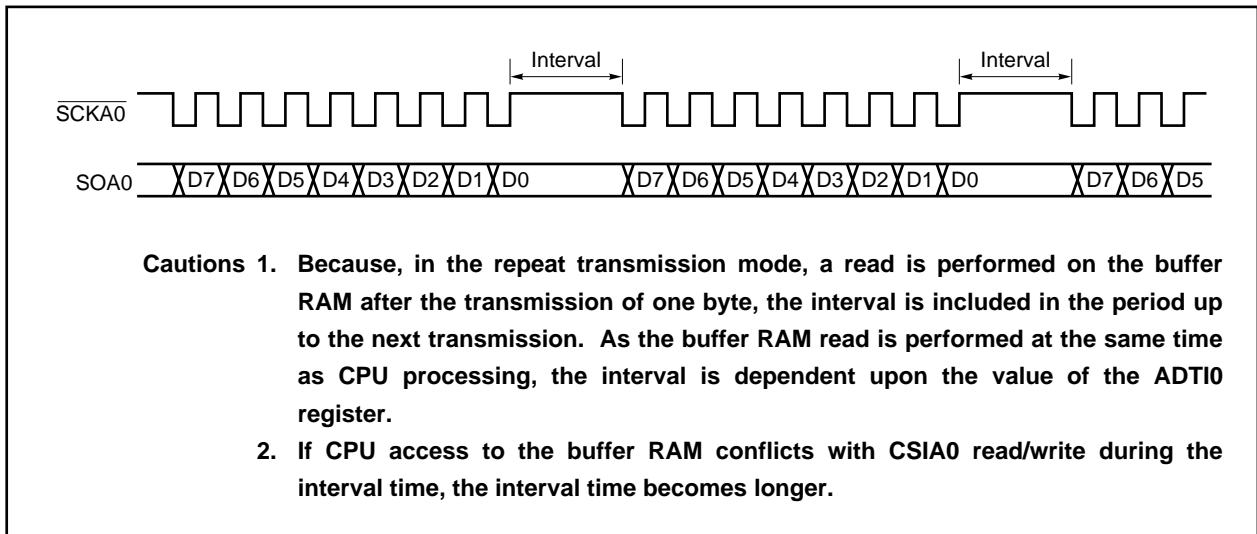 Interval Interval
SCKA0
SOA0 D7 D6 D5 D4 D3 D2 D1 D0 D7 D6 D5 D4 D3 D2 D1 D0 D7 D6 D5
Cautions 1. Because, in the repeat transmission mode, a read is performed on the buffer
RAM after the transmission of one byte, the interval is included in the period up
to the next transmission. As the buffer RAM read is performed at the same time
as CPU processing, the interval is dependent upon the value of the ADTI0
register.
2. If CPU access to the buffer RAM conflicts with CSIA0 read/write during the
interval time, the interval time becomes longer.